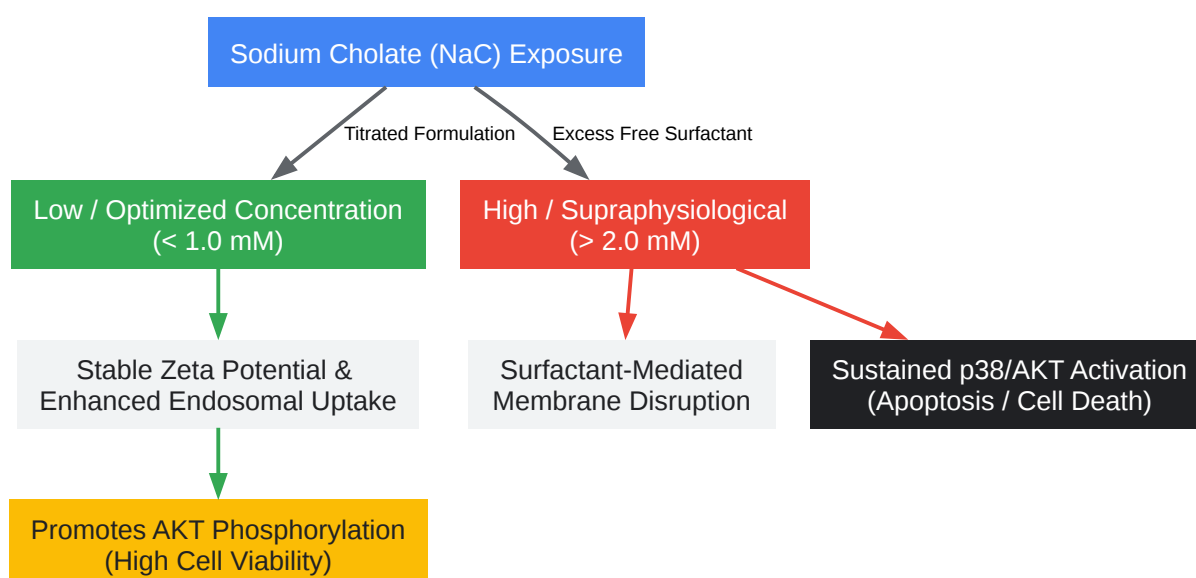 Sodium Cholate (NaC) Exposure
Titrated Formulation
Excess Free Surfactant
Low / Optimized Concentration
(< 1.0 mM)
High / Supraphysiological
(> 2.0 mM)
Stable Zeta Potential &
Enhanced Endosomal Uptake
Surfactant-Mediated
Membrane Disruption
Sustained p38/AKT Activation
(Apoptosis / Cell Death)
Promotes AKT Phosphorylation
(High Cell Viability)